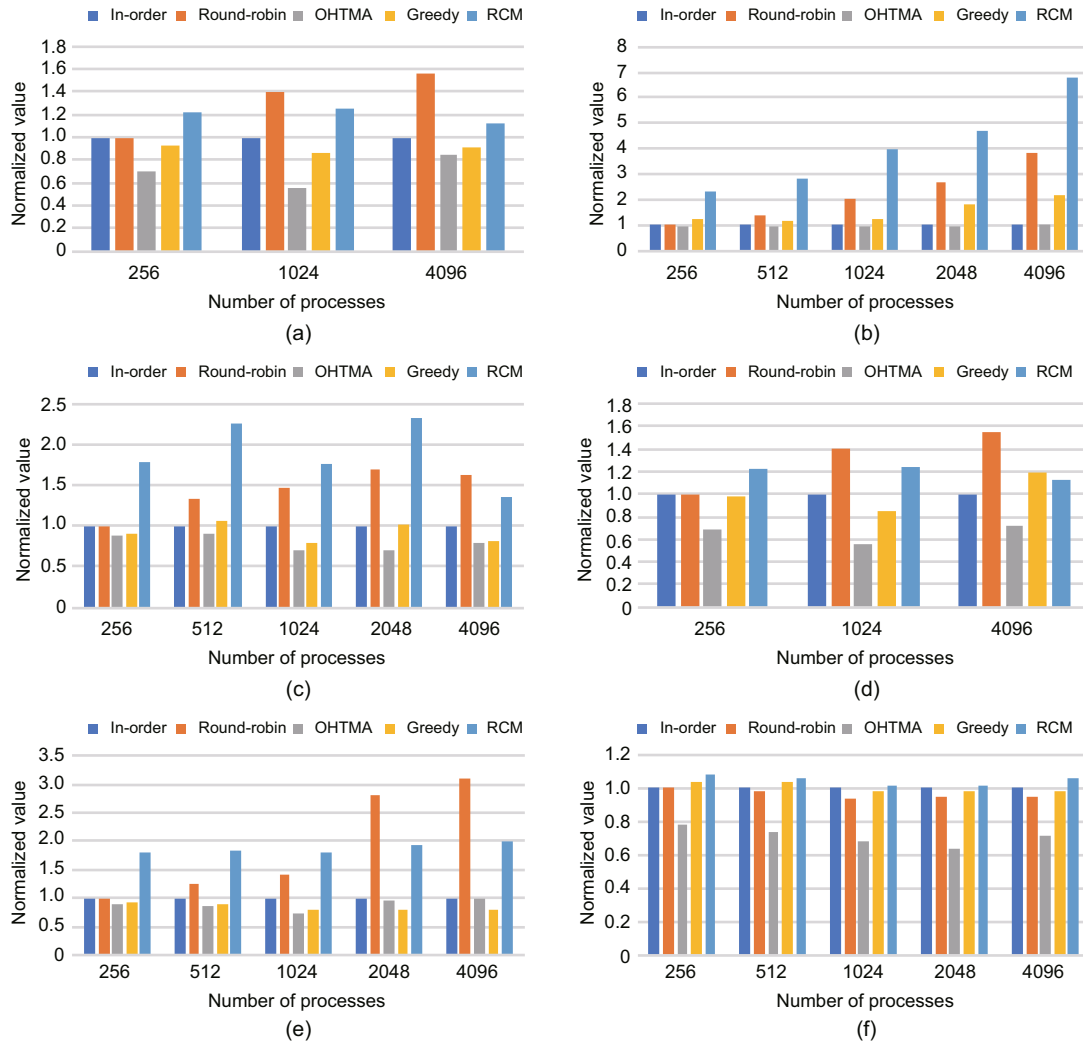 In-order Round-robin OHTMA Greedy RCM
Normalized value
1.8
1.6
1.4
1.2
1.0
0.8
0.6
0.4
0.2
0
256 1024 4096
Number of processes
(a)
In-order Round-robin OHTMA Greedy RCM
Normalized value
8
7
6
5
4
3
2
1
0
256 512 1024 2048 4096
Number of processes
(b)
In-order Round-robin OHTMA Greedy RCM
Normalized value
2.5
2.0
1.5
1.0
0.5
0
256 512 1024 2048 4096
Number of processes
(c)
In-order Round-robin OHTMA Greedy RCM
Normalized value
1.8
1.6
1.4
1.2
1.0
0.8
0.6
0.4
0.2
0
256 1024 4096
Number of processes
(d)
In-order Round-robin OHTMA Greedy RCM
Normalized value
3.5
3.0
2.5
2.0
1.5
1.0
0.5
0
256 512 1024 2048 4096
Number of processes
(e)
In-order Round-robin OHTMA Greedy RCM
Normalized value
1.2
1.0
0.8
0.6
0.4
0.2
0
256 512 1024 2048 4096
Number of processes
(f)